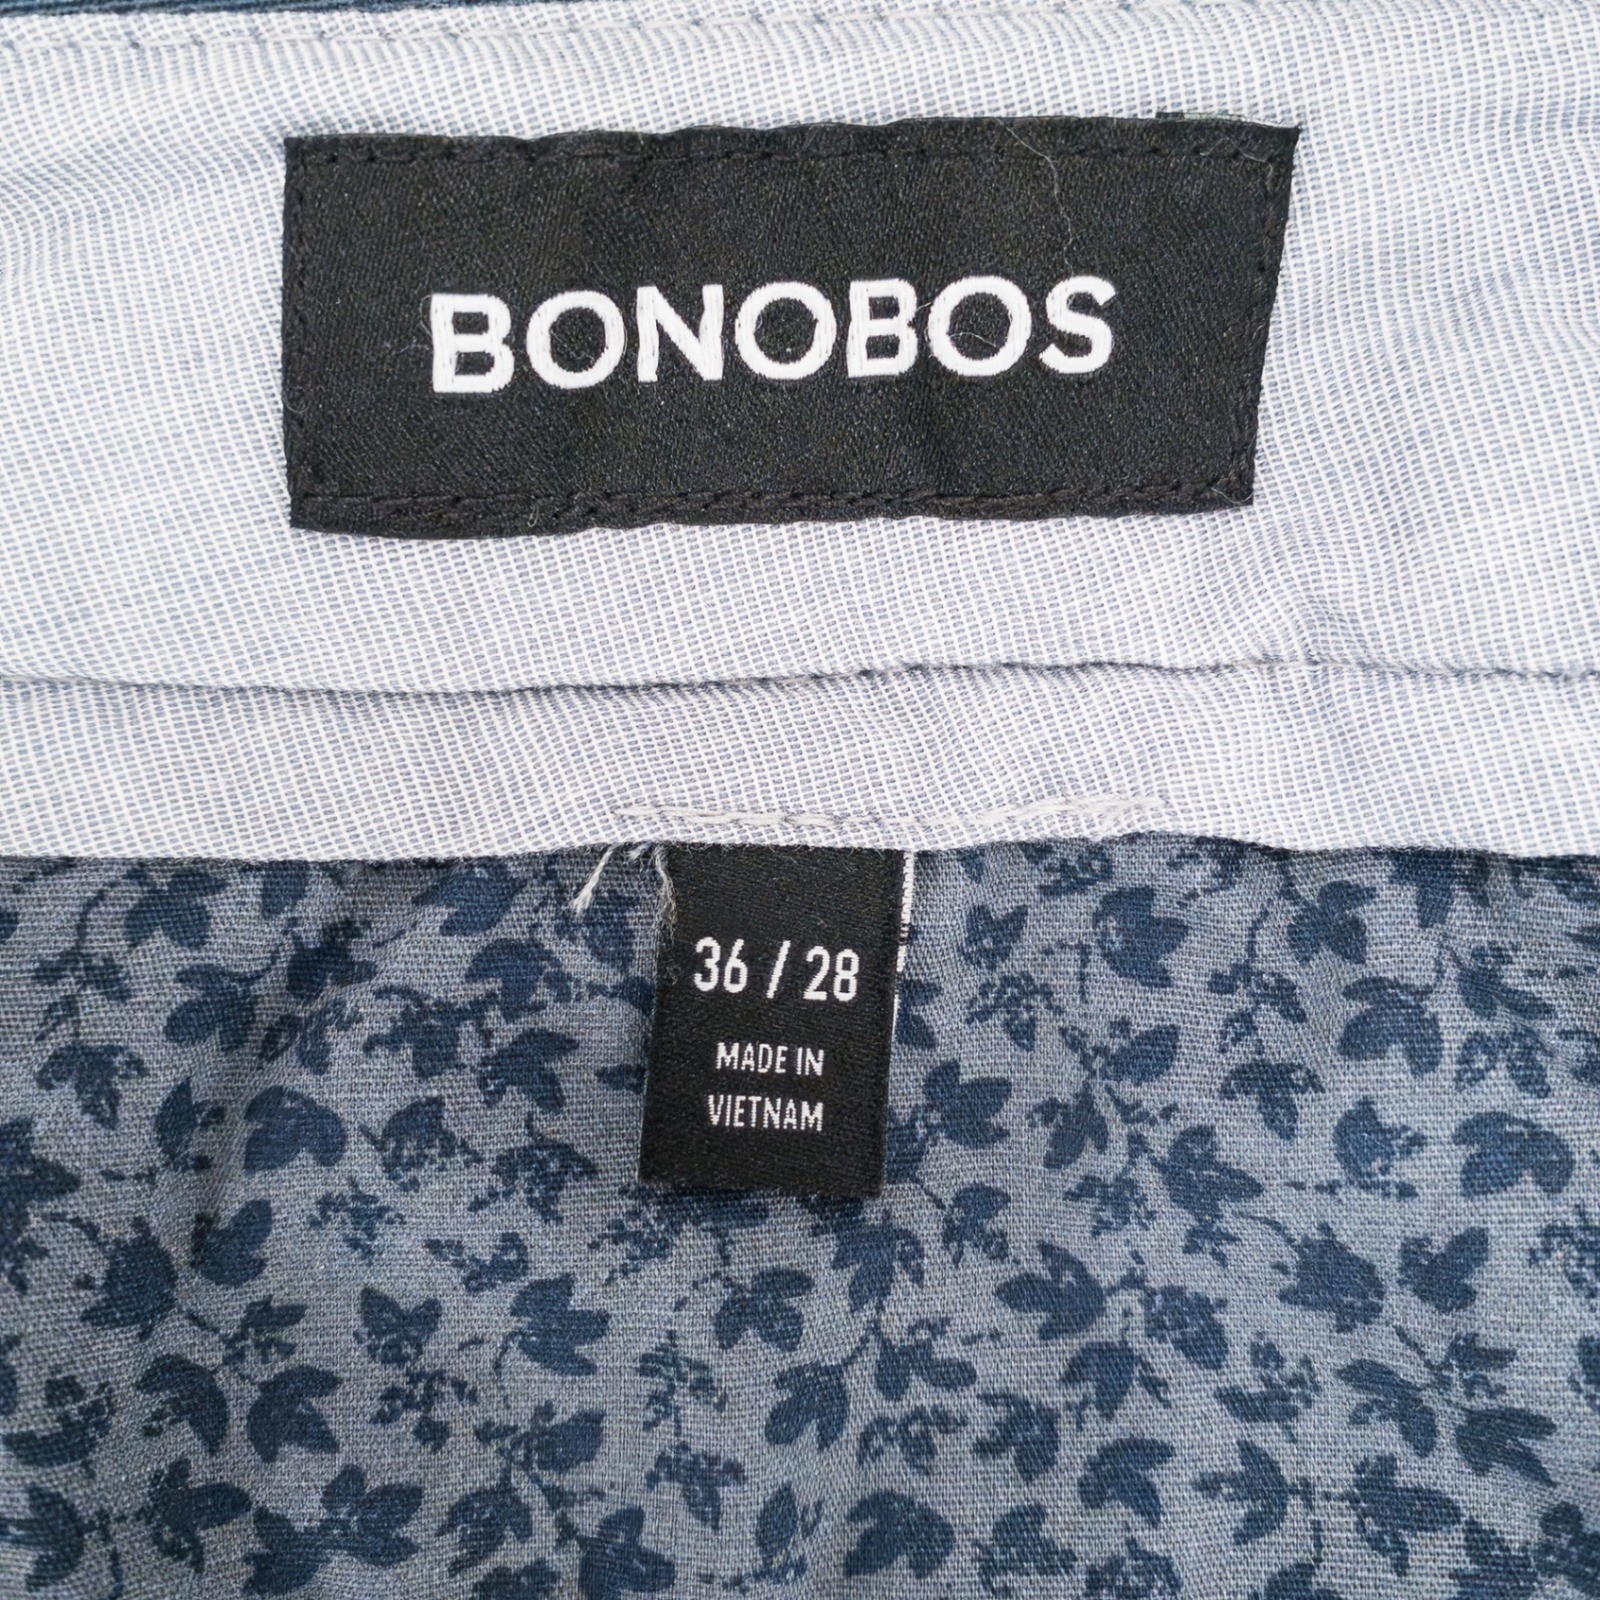 BONOBOS
36 / 28
MADE IN
VIETNAM